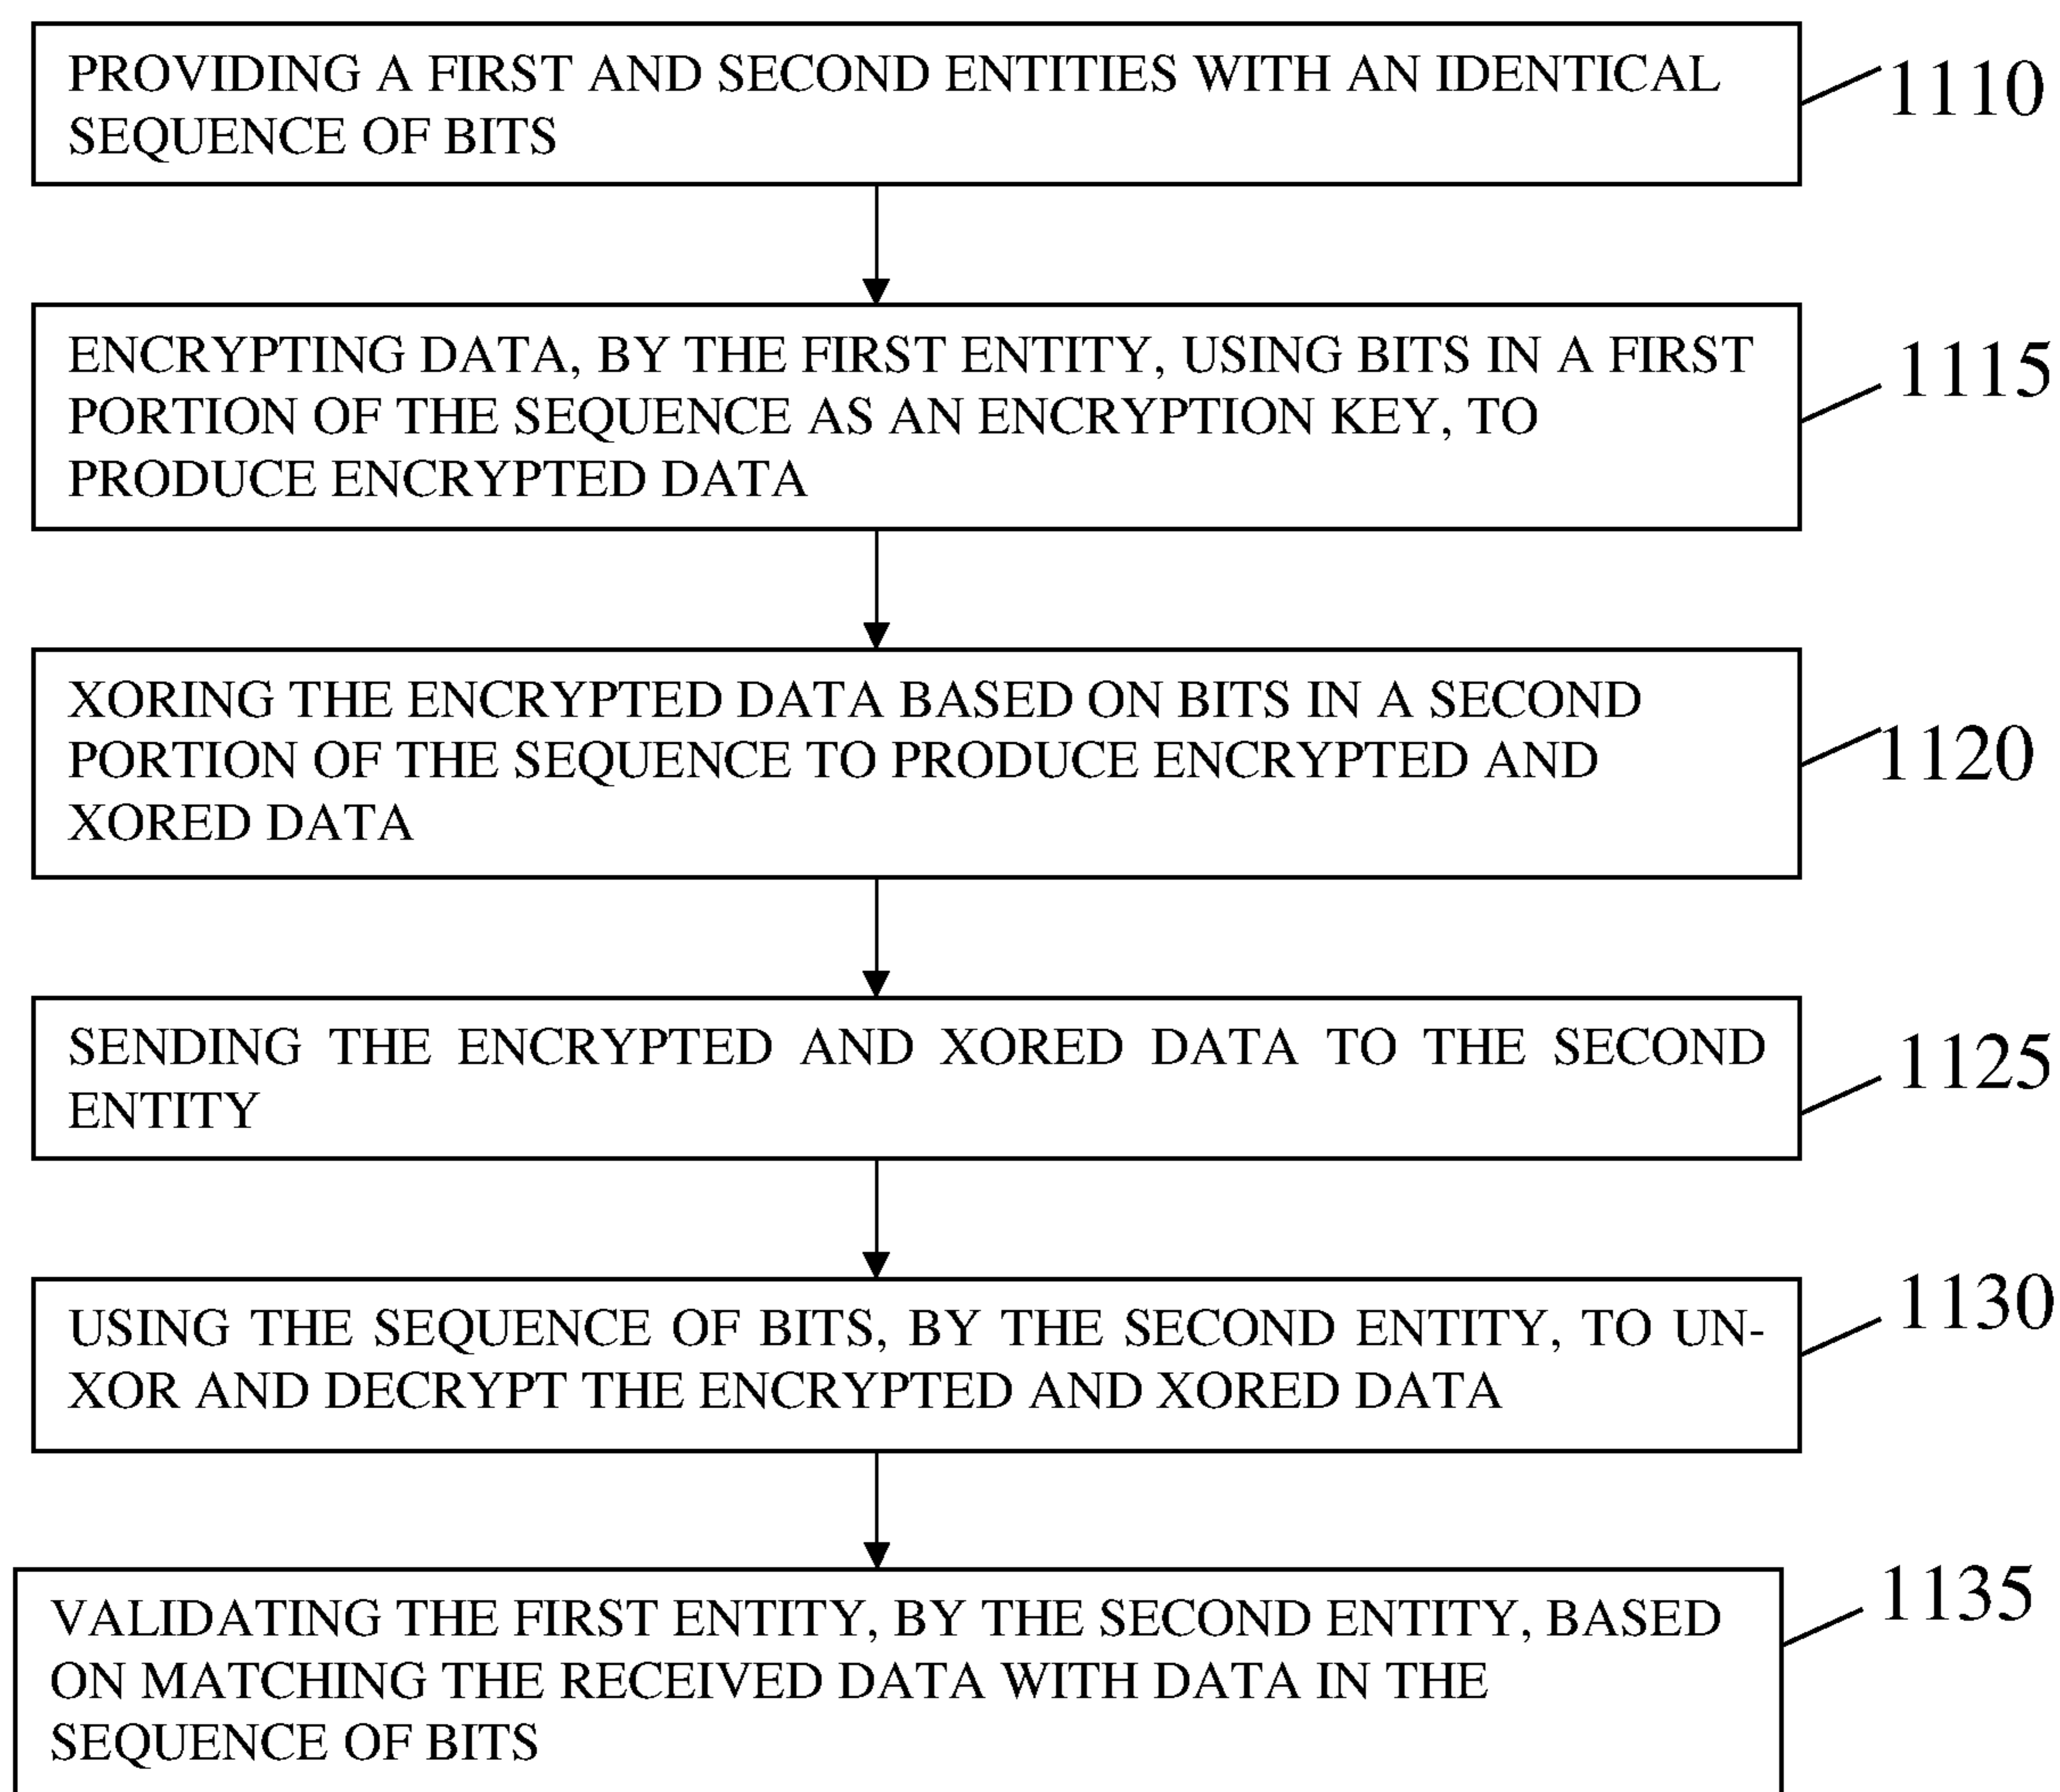 PROVIDING A FIRST AND SECOND ENTITIES WITH AN IDENTICAL
SEQUENCE OF BITS
1110
ENCRYPTING DATA, BY THE FIRST ENTITY, USING BITS IN A FIRST
PORTION OF THE SEQUENCE AS AN ENCRYPTION KEY, TO
PRODUCE ENCRYPTED DATA
1115
XORING THE ENCRYPTED DATA BASED ON BITS IN A SECOND
PORTION OF THE SEQUENCE TO PRODUCE ENCRYPTED AND
XORED DATA
1120
SENDING THE ENCRYPTED AND XORED DATA TO THE SECOND
ENTITY
1125
USING THE SEQUENCE OF BITS, BY THE SECOND ENTITY, TO UN-
XOR AND DECRYPT THE ENCRYPTED AND XORED DATA
1130
VALIDATING THE FIRST ENTITY, BY THE SECOND ENTITY, BASED
ON MATCHING THE RECEIVED DATA WITH DATA IN THE
SEQUENCE OF BITS
1135